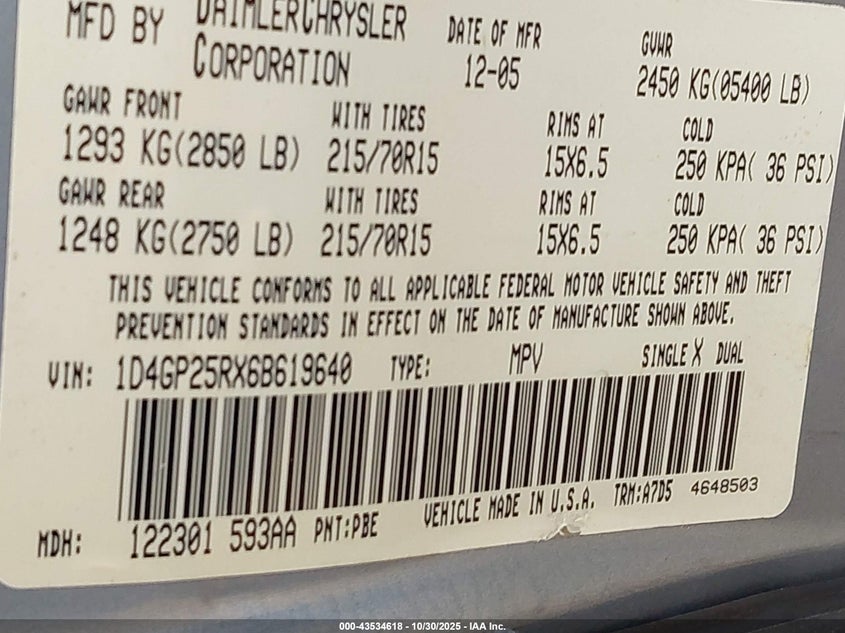 MFD BY DAIMLERCHRYSLER CORPORATION DATE OF MFR 12-05 GVWR 2450 KG(05400 LB)
GAWR FRONT WITH TIRES RIMS AT COLD
1293 KG(2850 LB) 215/70R15 15X6.5 250 KPA( 36 PSI)
GAWR REAR WITH TIRES RIMS AT COLD
1248 KG(2750 LB) 215/70R15 15X6.5 250 KPA( 36 PSI)
THIS VEHICLE CONFORMS TO ALL APPLICABLE FEDERAL MOTOR VEHICLE SAFETY AND THEFT
PREVENTION STANDARDS IN EFFECT ON THE DATE OF MANUFACTURE SHOWN ABOVE.
VIN: 1D4GP25RX6B619640 TYPE: MPV SINGLE X DUAL
MDH: 122301 593AA PNT:PBE VEHICLE MADE IN U.S.A. TRM:A7D5 4648503
000-43534618 - 10/30/2025 - IAA Inc.